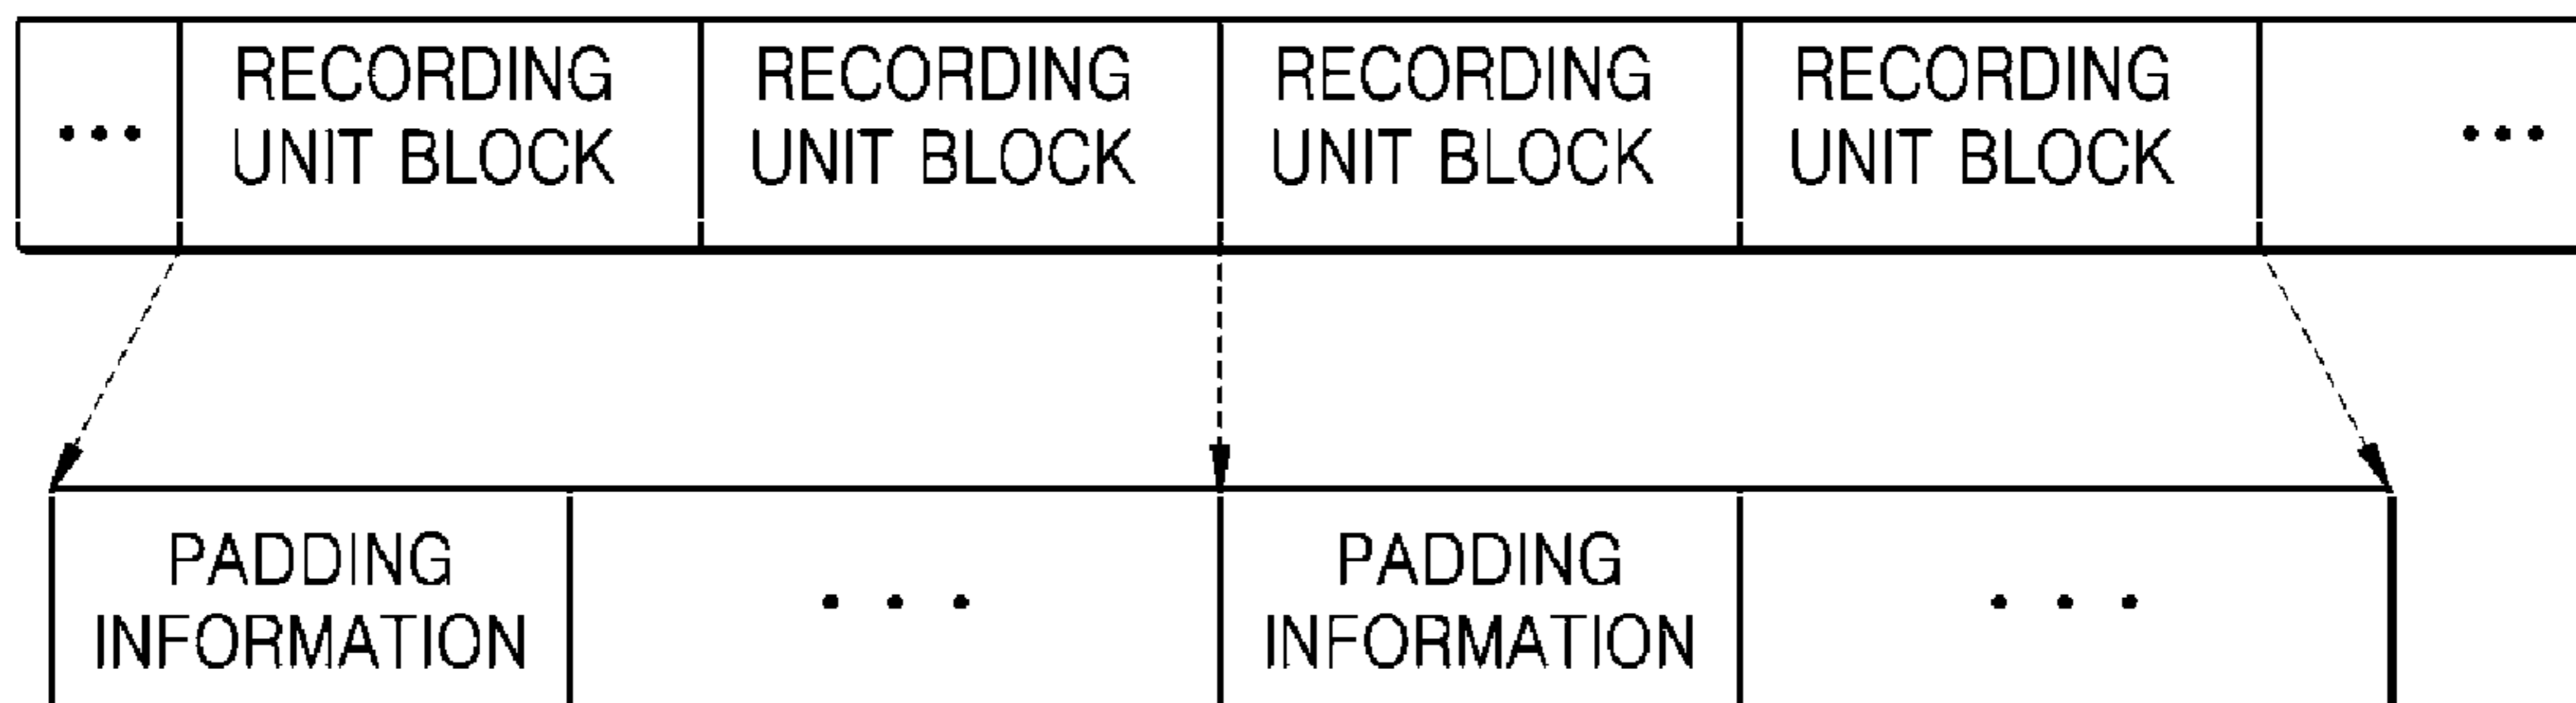 ... RECORDING RECORDING RECORDING RECORDING ...
UNIT BLOCK UNIT BLOCK UNIT BLOCK UNIT BLOCK
PADDING ... PADDING ...
INFORMATION INFORMATION